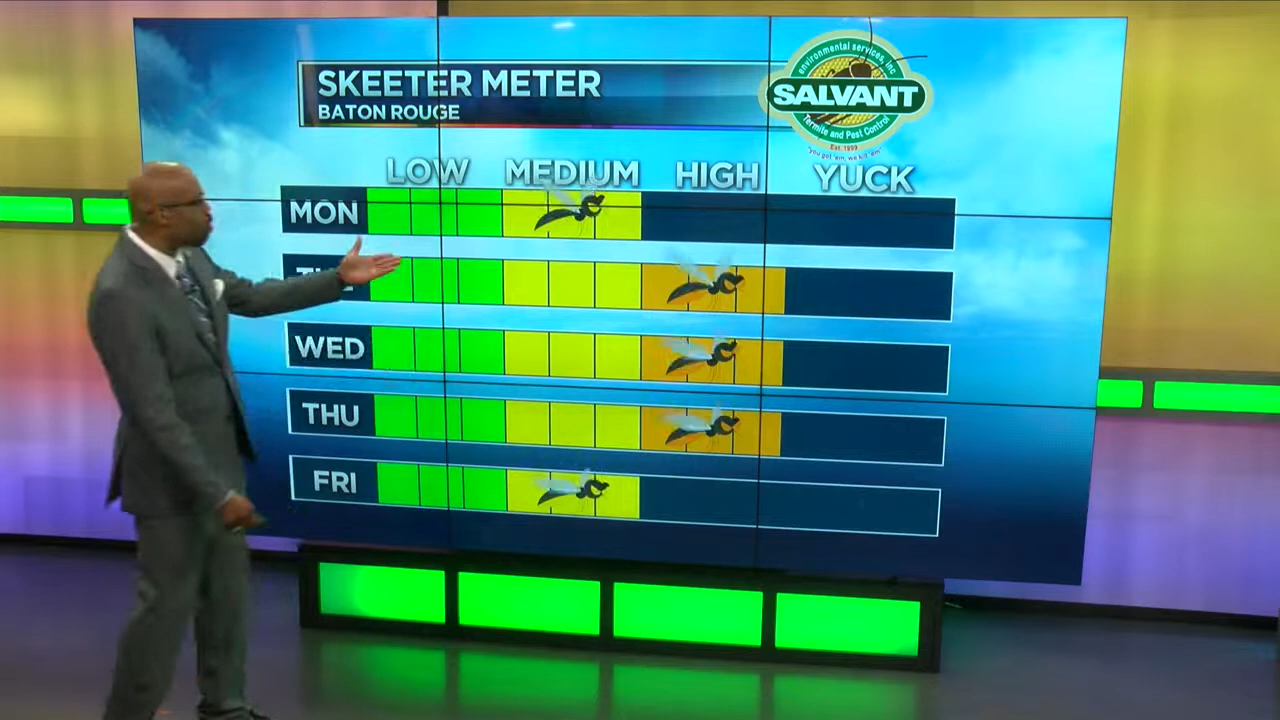 SKEETER METER
BATON ROUGE
environmental services, inc
SALVANT
Termite and Pest Control
Est. 1999
"you got 'em, we kill 'em"
LOW MEDIUM HIGH YUCK
MON
WED
THU
FRI